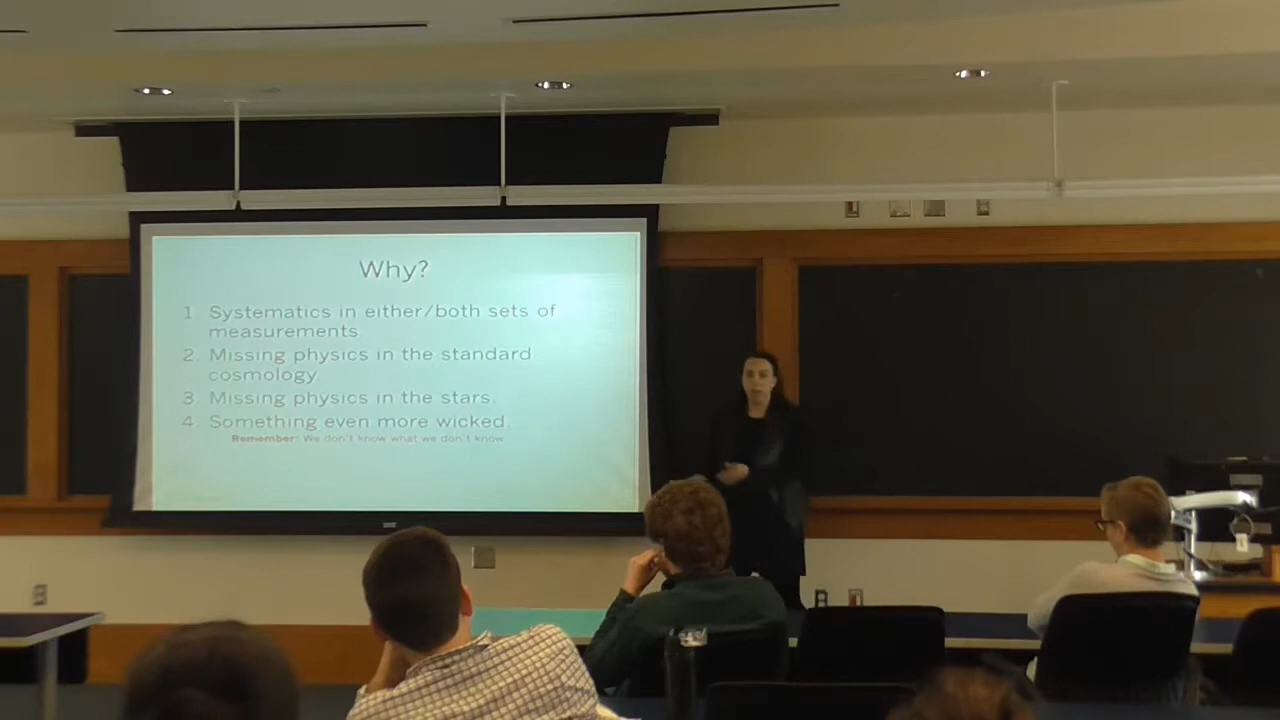 Why?
1. Systematics in either/both sets of
measurements
2. Missing physics in the standard
cosmology
3. Missing physics in the stars.
4. Something even more wicked.
Remember: We don't know what we don't know